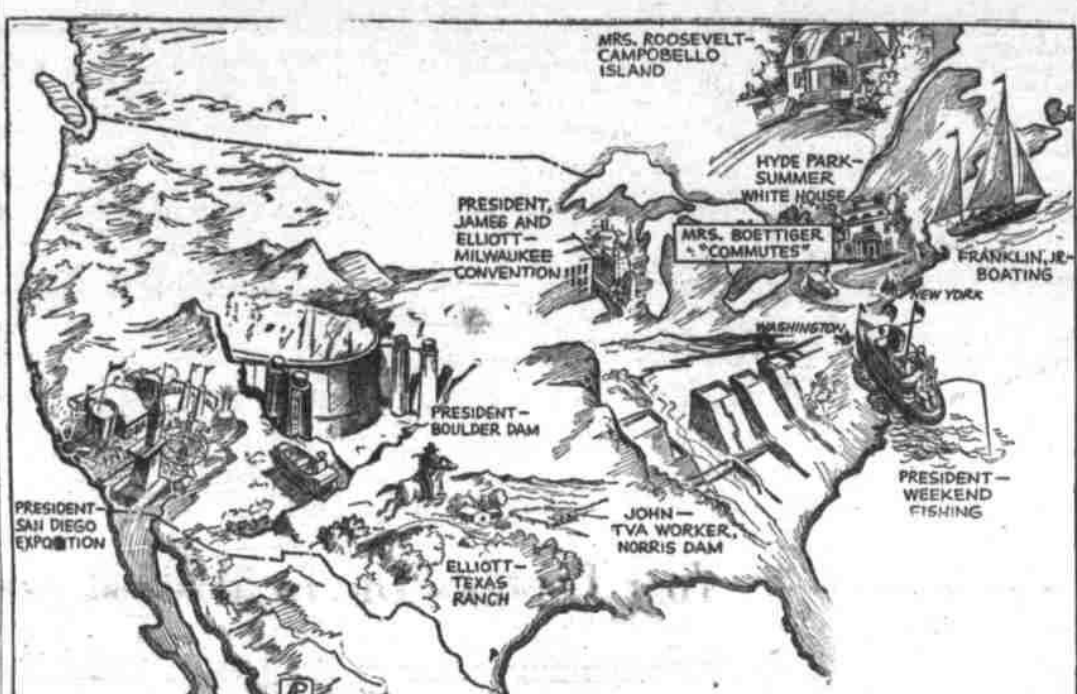 MRS. ROOSEVELT—
CAMPOBELLO
ISLAND
HYDE PARK—
SUMMER
WHITE HOUSE
PRESIDENT,
JAMES AND
ELLIOTT—
MILWAUKEE
CONVENTION
MRS. BOETTIGER
"COMMUTES"
FRANKLIN, JR—
BOATING
NEW YORK
WASHINGTON
PRESIDENT—
BOULDER DAM
PRESIDENT—
WEEKEND
FISHING
PRESIDENT—
SAN DIEGO
EXPOSITION
JOHN—
TVA WORKER,
NORRIS DAM
ELLIOTT—
TEXAS
RANCH